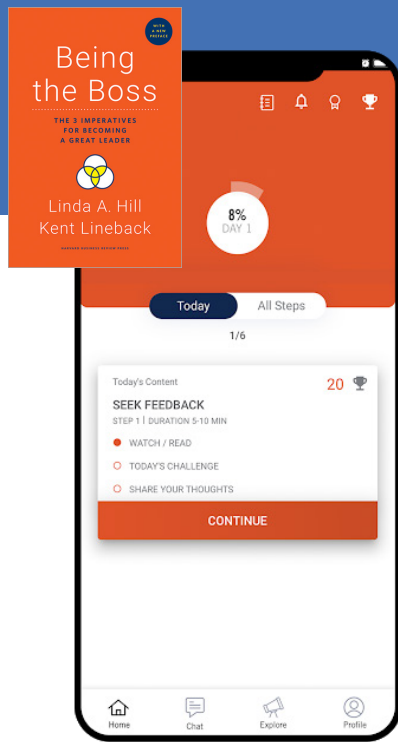 WITH
A NEW
PREFACE
Being
the Boss
THE 3 IMPERATIVES
FOR BECOMING
A GREAT LEADER
Linda A. Hill
Kent Lineback
HARVARD BUSINESS REVIEW PRESS
8%
DAY 1
Today
All Steps
1/6
Today's Content
20
SEEK FEEDBACK
STEP 1 | DURATION 5-10 MIN
WATCH / READ
TODAY'S CHALLENGE
SHARE YOUR THOUGHTS
CONTINUE
Home
Chat
Explore
Profile